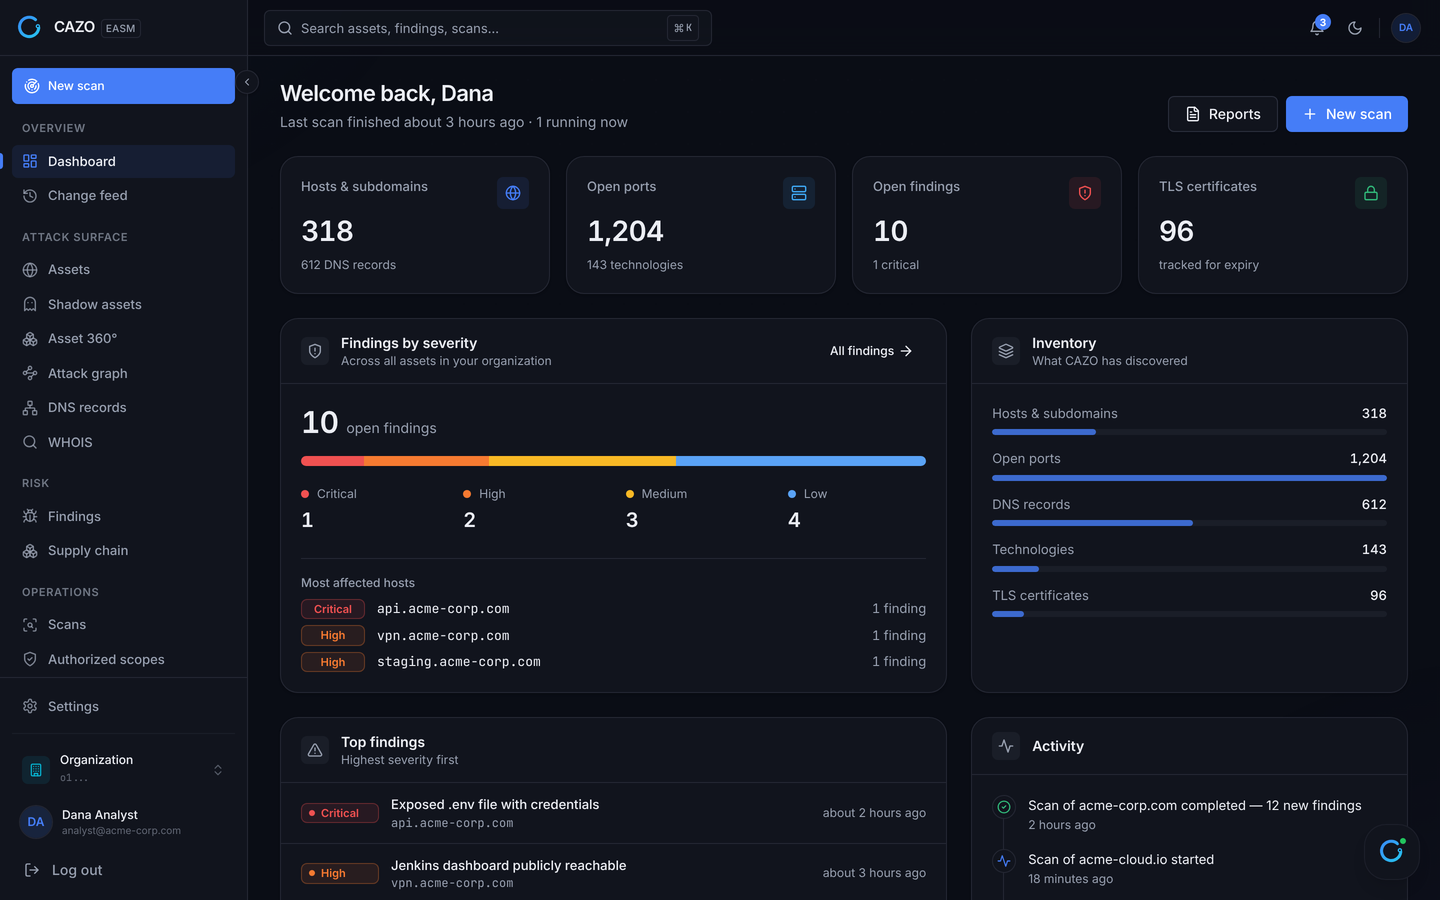 CAZO EASM
Search assets, findings, scans...
⌘ K
3
DA
New scan
OVERVIEW
Dashboard
Change feed
ATTACK SURFACE
Assets
Shadow assets
Asset 360°
Attack graph
DNS records
WHOIS
RISK
Findings
Supply chain
OPERATIONS
Scans
Authorized scopes
Settings
Organization
o1...
DA
Dana Analyst
analyst@acme-corp.com
Log out
Welcome back, Dana
Last scan finished about 3 hours ago · 1 running now
Reports
New scan
Hosts & subdomains
318
612 DNS records
Open ports
1,204
143 technologies
Open findings
10
1 critical
TLS certificates
96
tracked for expiry
Findings by severity
Across all assets in your organization
All findings →
10 open findings
Critical
1
High
2
Medium
3
Low
4
Most affected hosts
Critical api.acme-corp.com 1 finding
High vpn.acme-corp.com 1 finding
High staging.acme-corp.com 1 finding
Inventory
What CAZO has discovered
Hosts & subdomains 318
Open ports 1,204
DNS records 612
Technologies 143
TLS certificates 96
Top findings
Highest severity first
Critical
Exposed .env file with credentials
api.acme-corp.com
about 2 hours ago
High
Jenkins dashboard publicly reachable
vpn.acme-corp.com
about 3 hours ago
Activity
Scan of acme-corp.com completed — 12 new findings
2 hours ago
Scan of acme-cloud.io started
18 minutes ago